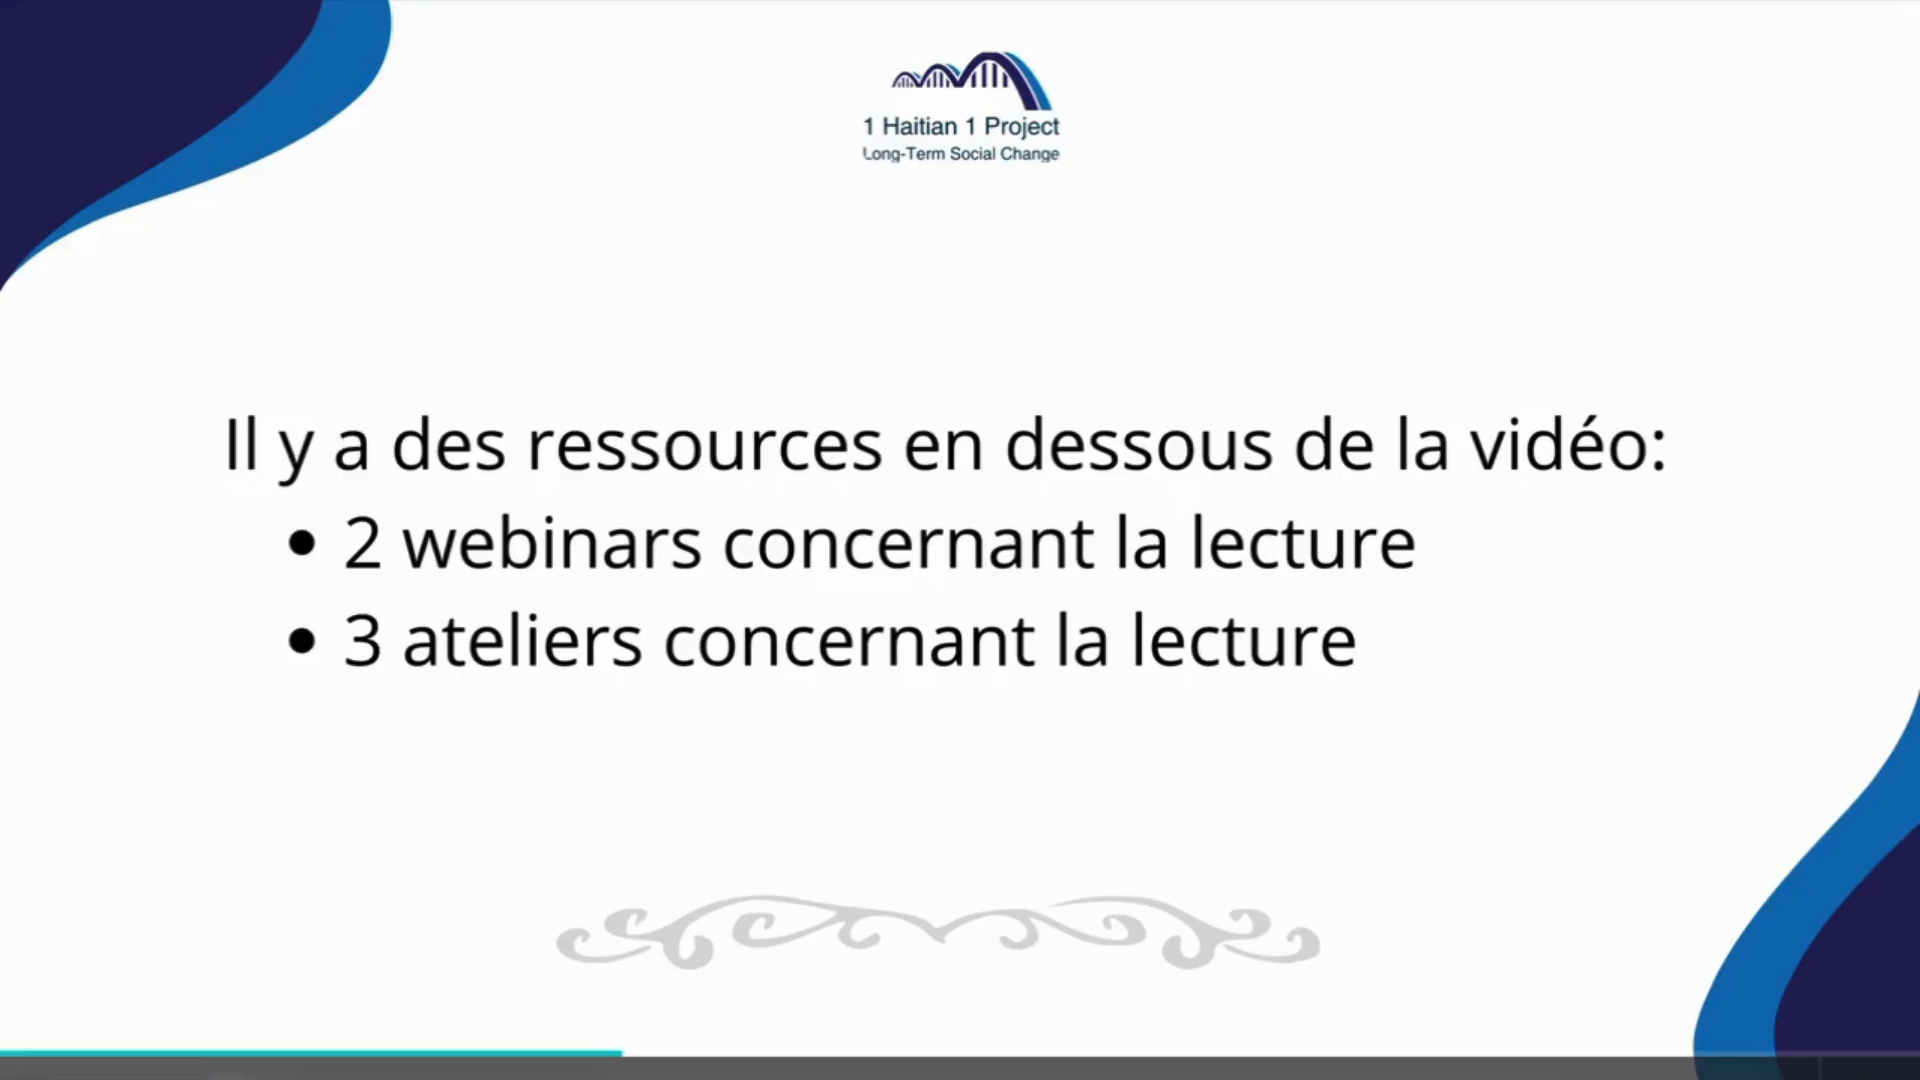 1 Haitian 1 Project
Long-Term Social Change
Il y a des ressources en dessous de la vidéo:
• 2 webinars concernant la lecture
• 3 ateliers concernant la lecture